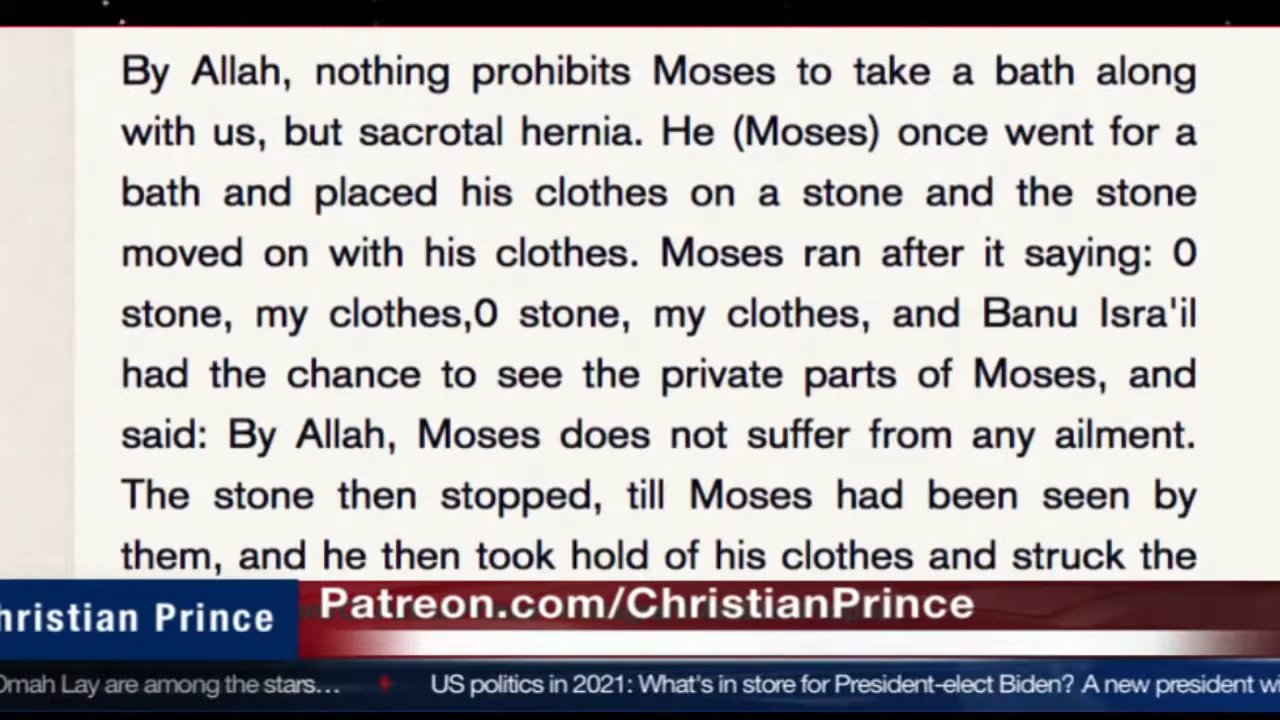 By Allah, nothing prohibits Moses to take a bath along
with us, but sacrotal hernia. He (Moses) once went for a
bath and placed his clothes on a stone and the stone
moved on with his clothes. Moses ran after it saying: 0
stone, my clothes,0 stone, my clothes, and Banu Isra'il
had the chance to see the private parts of Moses, and
said: By Allah, Moses does not suffer from any ailment.
The stone then stopped, till Moses had been seen by
them, and he then took hold of his clothes and struck the
hristian Prince
Patreon.com/ChristianPrince
Omah Lay are among the stars... US politics in 2021: What's in store for President-elect Biden? A new president wi